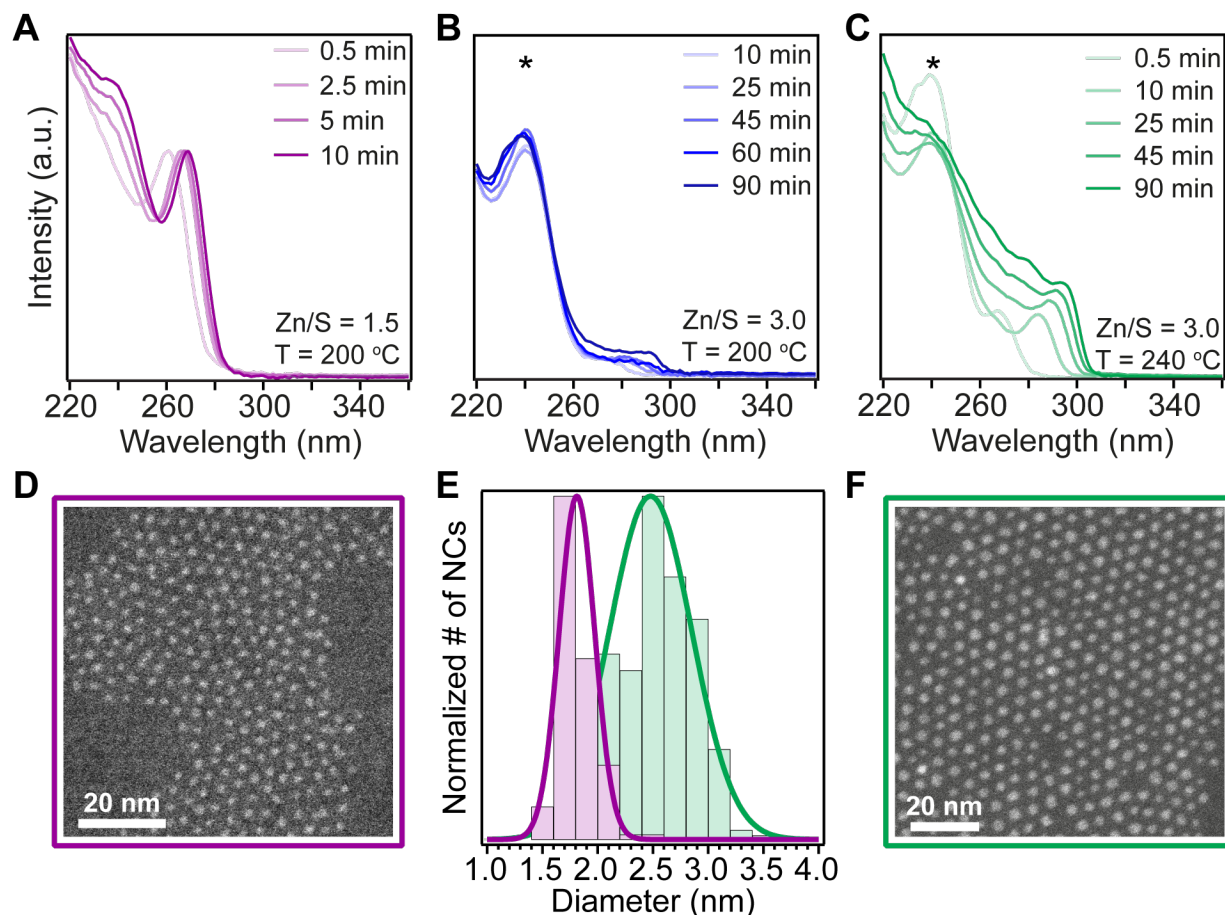 A
0.5 min
2.5 min
5 min
10 min
Intensity (a.u.)
Zn/S = 1.5
T = 200 °C
220 260 300 340
Wavelength (nm)
B
*
10 min
25 min
45 min
60 min
90 min
Zn/S = 3.0
T = 200 °C
220 260 300 340
Wavelength (nm)
C
*
0.5 min
10 min
25 min
45 min
90 min
Zn/S = 3.0
T = 240 °C
220 260 300 340
Wavelength (nm)
D
20 nm
E
Normalized # of NCs
1.0 1.5 2.0 2.5 3.0 3.5 4.0
Diameter (nm)
F
20 nm